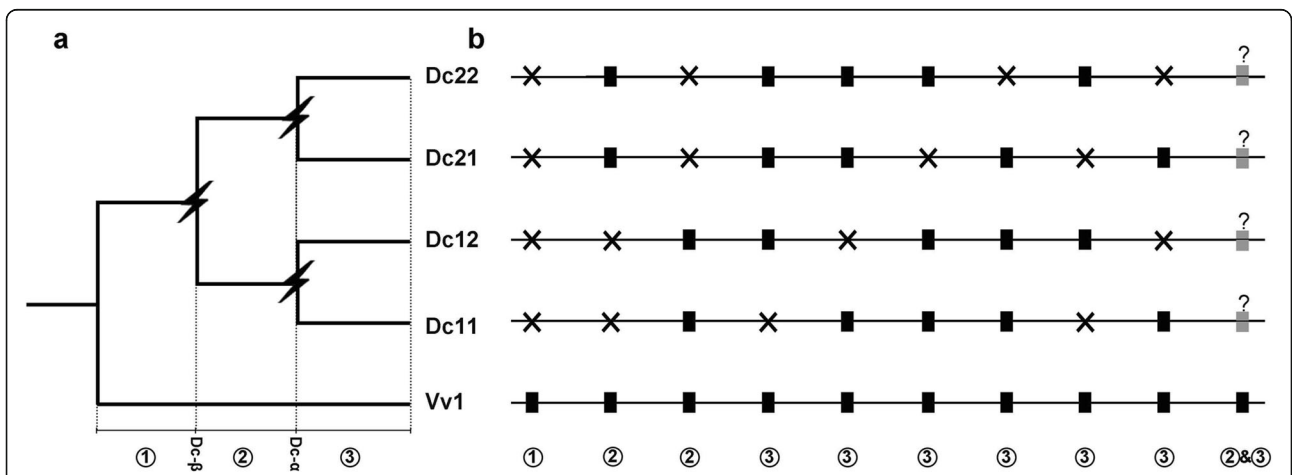 a
b
Dc22
?
Dc21
?
Dc12
?
Dc11
?
Vv1
① Dc-β ② Dc-α ③
① ② ② ③ ③ ③ ③ ③ ③ ②&③